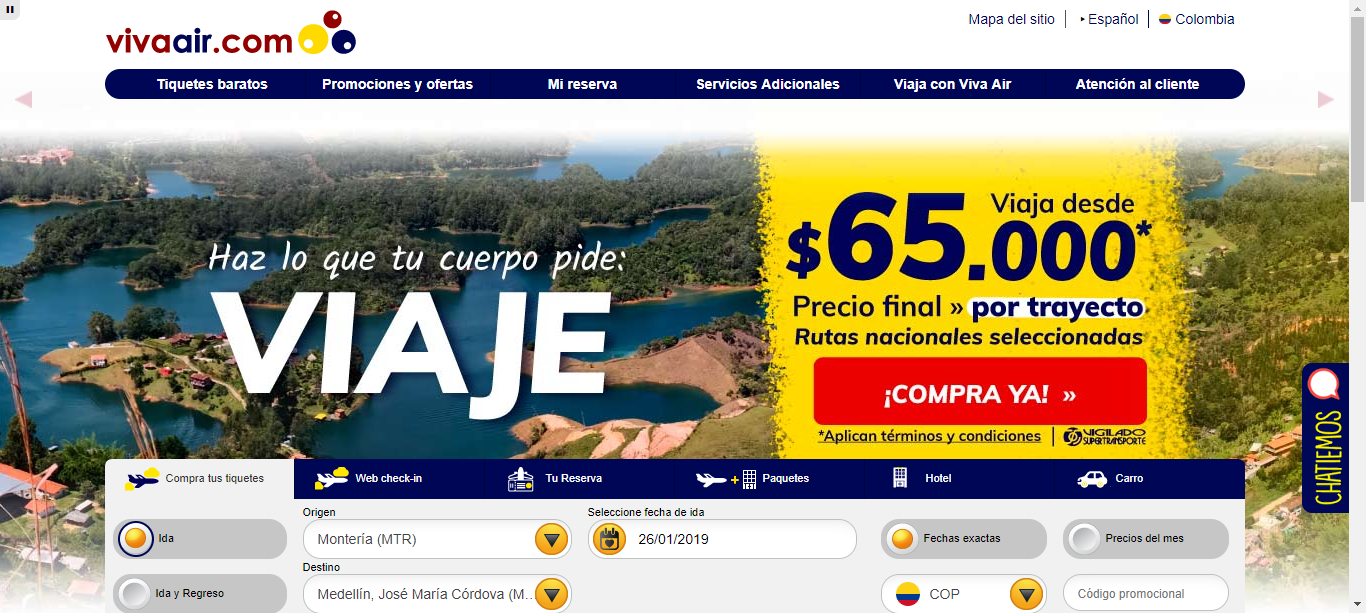 vivaair.com
Mapa del sitio
Español
Colombia
Tiquetes baratos
Promociones y ofertas
Mi reserva
Servicios Adicionales
Viaja con Viva Air
Atención al cliente
Haz lo que tu cuerpo pide:
VIAJE
Viaja desde
$65.000*
Precio final » por trayecto
Rutas nacionales seleccionadas
¡COMPRA YA! »
*Aplican términos y condiciones
VIGILADO
SUPERTRANSPORTE
CHATIEMOS
Compra tus tiquetes
Web check-in
Tu Reserva
Paquetes
Hotel
Carro
Origen
Seleccione fecha de ida
Ida
Montería (MTR)
26/01/2019
Fechas exactas
Precios del mes
Destino
Ida y Regreso
Medellín, José María Córdova (M...
COP
Código promocional